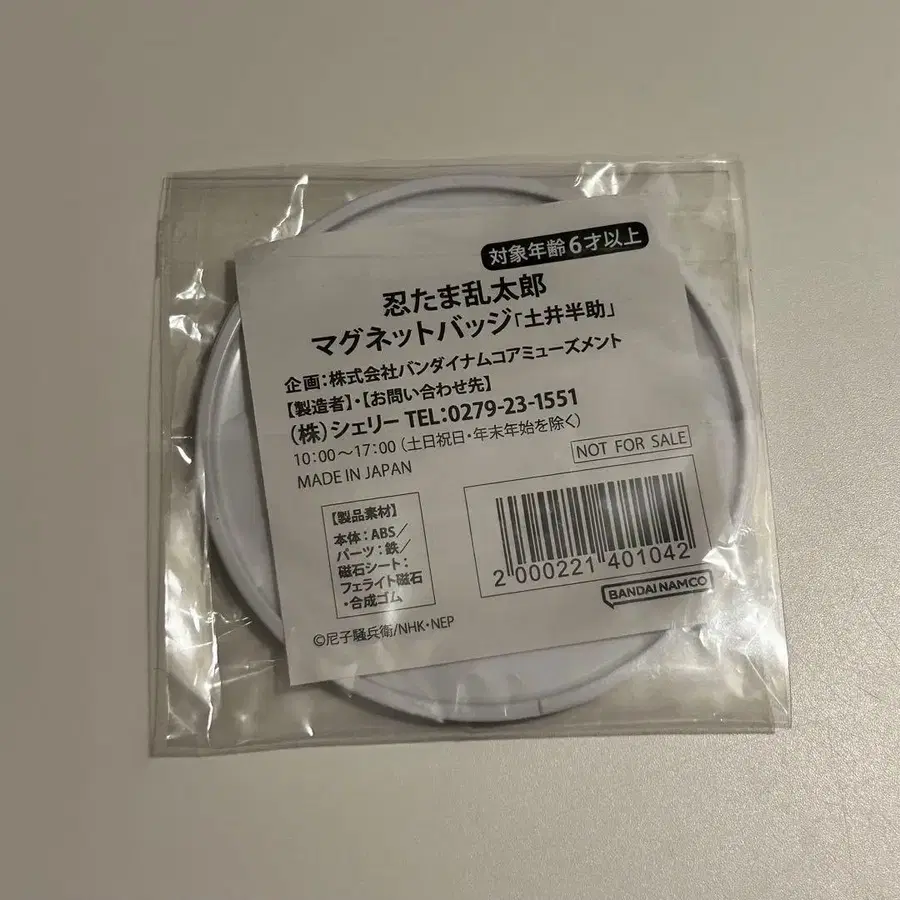 対象年齢6才以上
忍たま乱太郎
マグネットバッジ「土井半助」
企画:株式会社バンダイナムコアミューズメント
【製造者】・【お問い合わせ先】
(株)シェリー TEL:0279-23-1551
10:00〜17:00(土日祝日・年末年始を除く)
MADE IN JAPAN
NOT FOR SALE
【製品素材】
本体:ABS/
パーツ:鉄/
磁石シート:
フェライト磁石
・合成ゴム
2 000221 401042
BANDAI NAMCO
©尼子騒兵衛/NHK・NEP